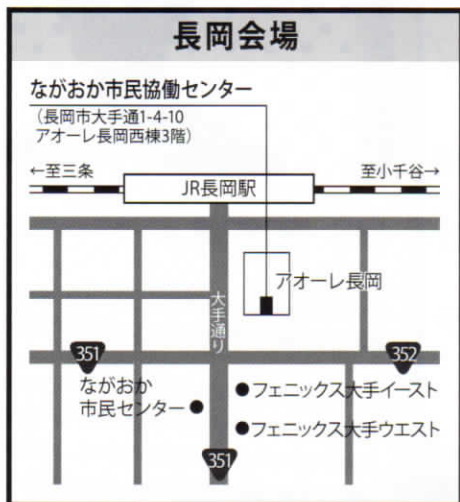 長岡会場
ながおか市民協働センター
（長岡市大手通1-4-10
アオーレ長岡西棟3階）
←至三条
至小千谷→
JR長岡駅
アオーレ長岡
大手通り
351
352
ながおか
市民センター
フェニックス大手イースト
フェニックス大手ウエスト
351